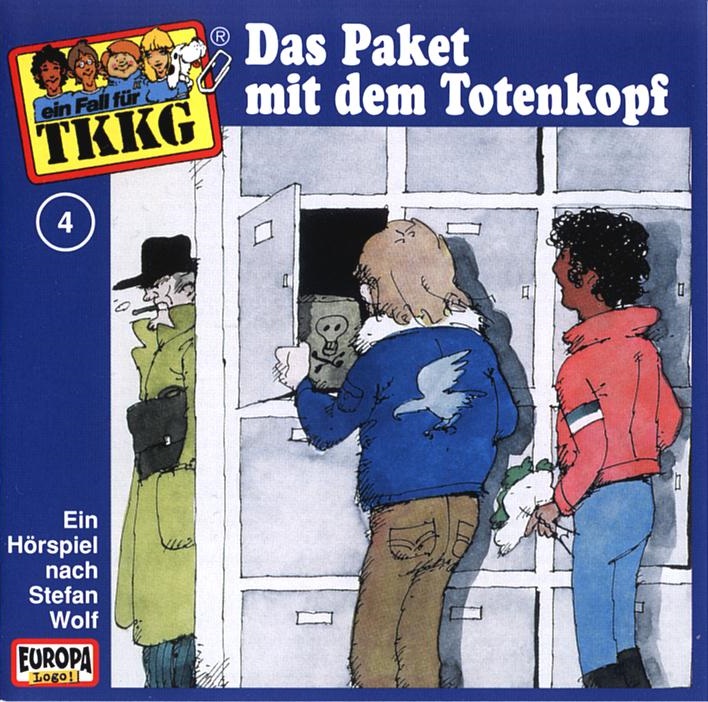 ein Fall für
TKKG
®
Das Paket
mit dem Totenkopf
4
Ein
Hörspiel
nach
Stefan
Wolf
EUROPA
Logo!